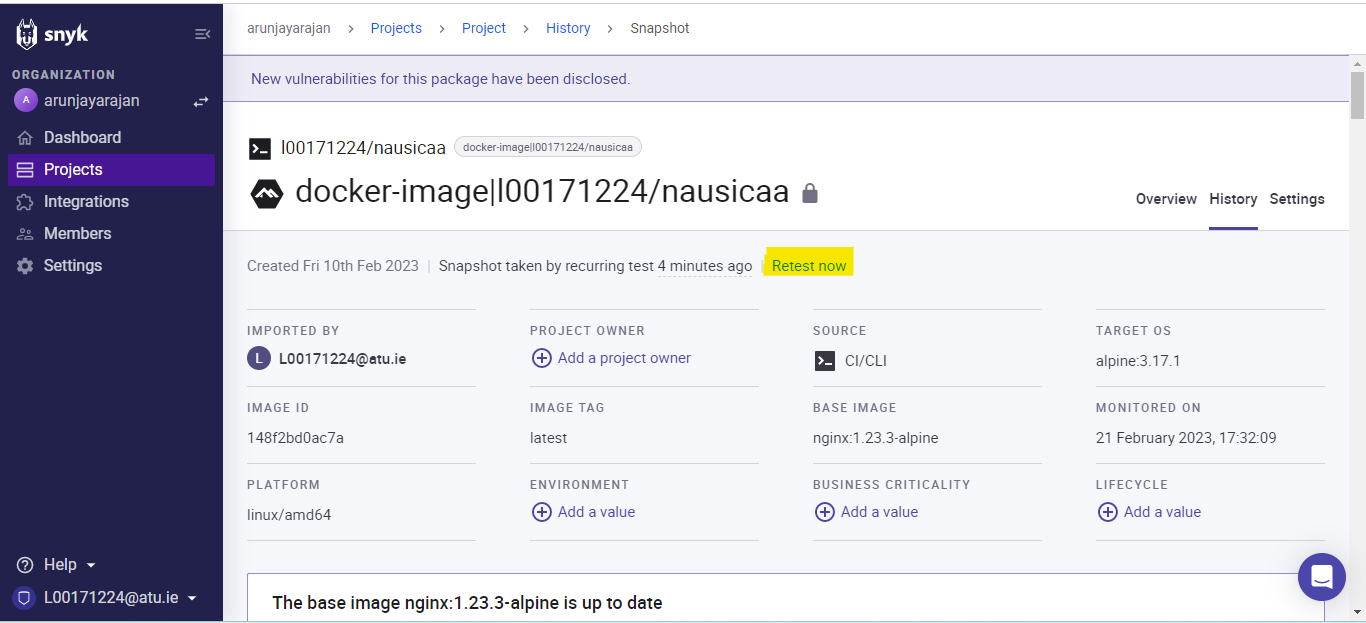 snyk
ORGANIZATION
A arunjayarajan
Dashboard
Projects
Integrations
Members
Settings
Help
L00171224@atu.ie
arunjayarajan > Projects > Project > History > Snapshot
New vulnerabilities for this package have been disclosed.
l00171224/nausicaa docker-image|l00171224/nausicaa
docker-image|l00171224/nausicaa
Overview History Settings
Created Fri 10th Feb 2023 | Snapshot taken by recurring test 4 minutes ago | Retest now
IMPORTED BY PROJECT OWNER SOURCE TARGET OS
L L00171224@atu.ie Add a project owner CI/CLI alpine:3.17.1
IMAGE ID IMAGE TAG BASE IMAGE MONITORED ON
148f2bd0ac7a latest nginx:1.23.3-alpine 21 February 2023, 17:32:09
PLATFORM ENVIRONMENT BUSINESS CRITICALITY LIFECYCLE
linux/amd64 Add a value Add a value Add a value
The base image nginx:1.23.3-alpine is up to date